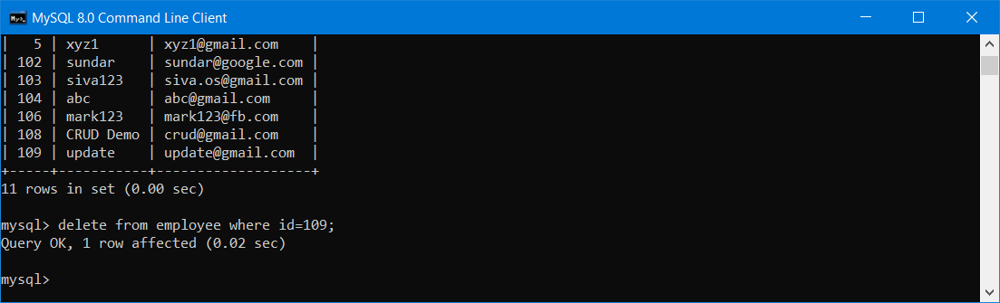 MySQL 8.0 Command Line Client
|   5 | xyz1      | xyz1@gmail.com    |
| 102 | sundar    | sundar@google.com |
| 103 | siva123   | siva.os@gmail.com |
| 104 | abc       | abc@gmail.com     |
| 106 | mark123   | mark123@fb.com    |
| 108 | CRUD Demo | crud@gmail.com    |
| 109 | update    | update@gmail.com  |
+-----+-----------+-------------------+
11 rows in set (0.00 sec)
mysql> delete from employee where id=109;
Query OK, 1 row affected (0.02 sec)
mysql>